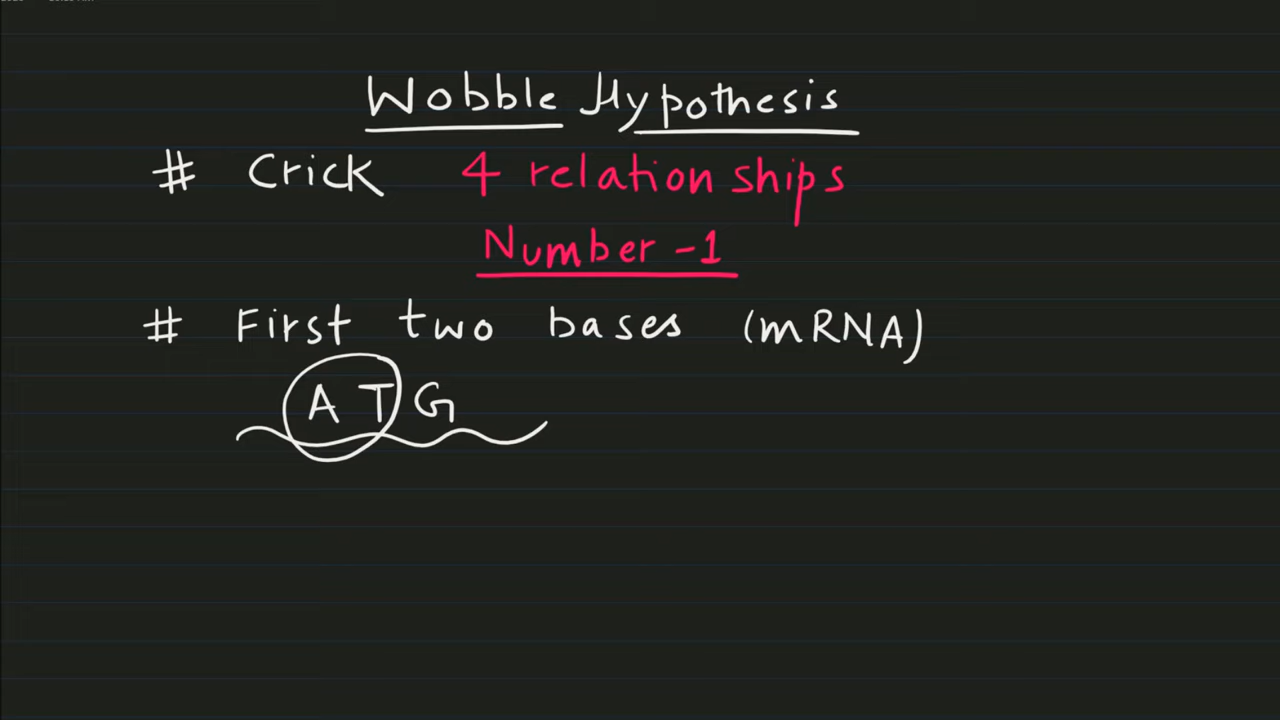 Wobble Hypothesis
# Crick 4 relationships
Number -1
# First two bases (mRNA)
A T G